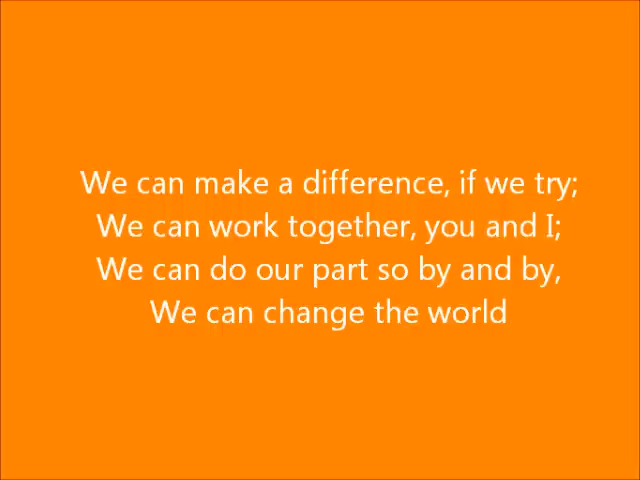 We can make a difference, if we try;
We can work together, you and I;
We can do our part so by and by,
We can change the world